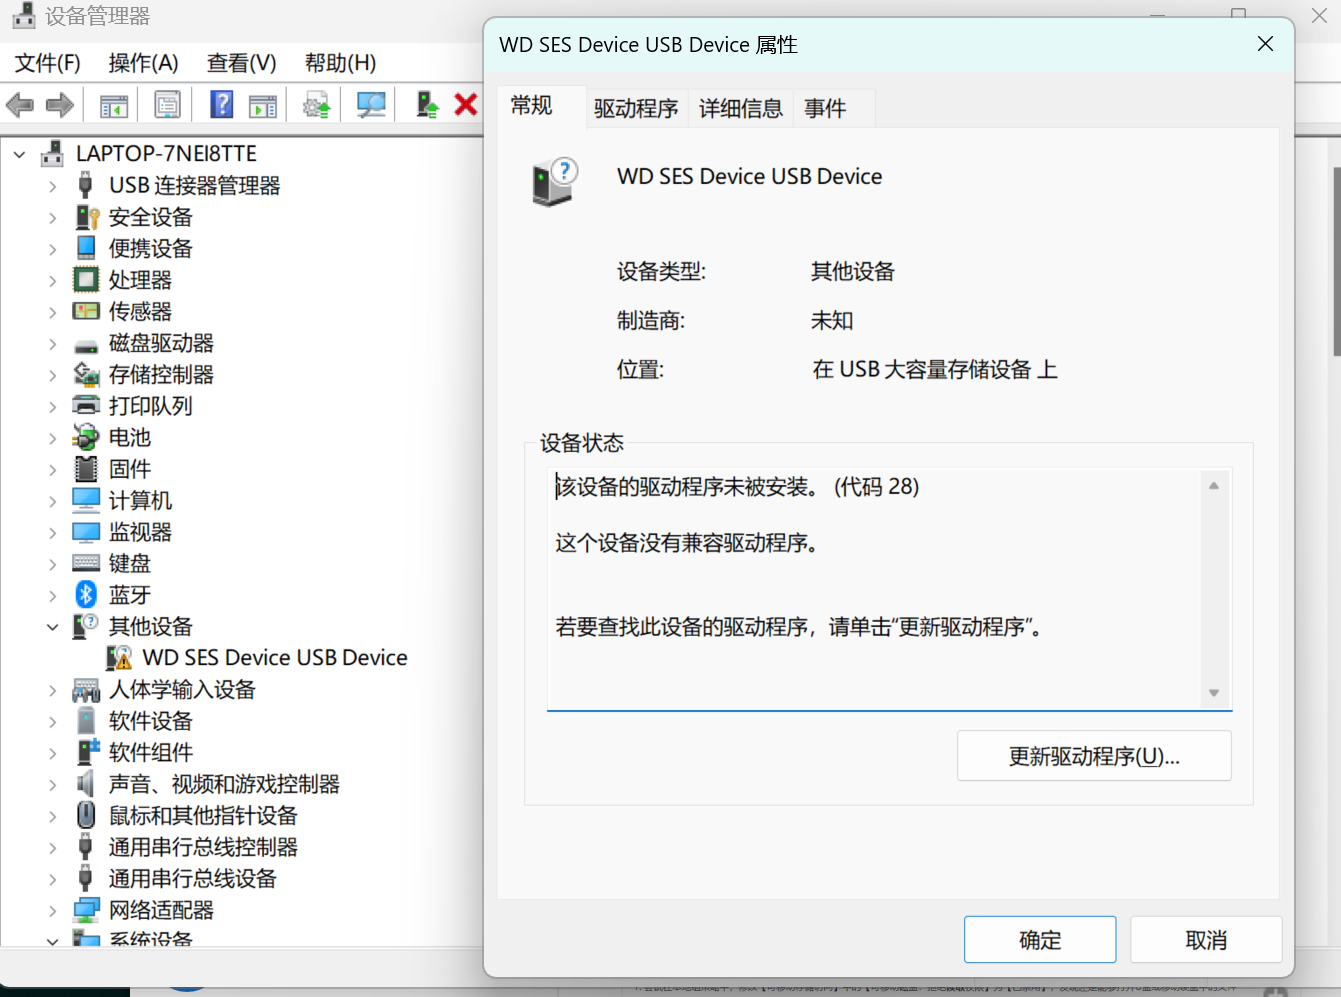 设备管理器
文件(F) 操作(A) 查看(V) 帮助(H)
LAPTOP-7NEI8TTE
USB 连接器管理器
安全设备
便携设备
处理器
传感器
磁盘驱动器
存储控制器
打印队列
电池
固件
计算机
监视器
键盘
蓝牙
其他设备
WD SES Device USB Device
人体学输入设备
软件设备
软件组件
声音、视频和游戏控制器
鼠标和其他指针设备
通用串行总线控制器
通用串行总线设备
网络适配器
系统设备
WD SES Device USB Device 属性
常规 驱动程序 详细信息 事件
WD SES Device USB Device
设备类型: 其他设备
制造商: 未知
位置: 在 USB 大容量存储设备 上
设备状态
该设备的驱动程序未被安装。 (代码 28)
这个设备没有兼容驱动程序。
若要查找此设备的驱动程序，请单击“更新驱动程序”。
更新驱动程序(U)...
确定 取消